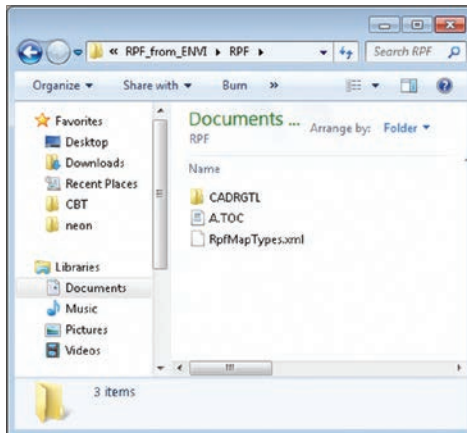 « RPF_from_ENVI ▸ RPF ▸
Search RPF
Organize ▾ Share with ▾ Burn »
Favorites
Desktop
Downloads
Recent Places
CBT
neon
Libraries
Documents
Music
Pictures
Videos
Documents ...
RPF
Arrange by: Folder ▾
Name
CADRGTL
A.TOC
RpfMapTypes.xml
3 items